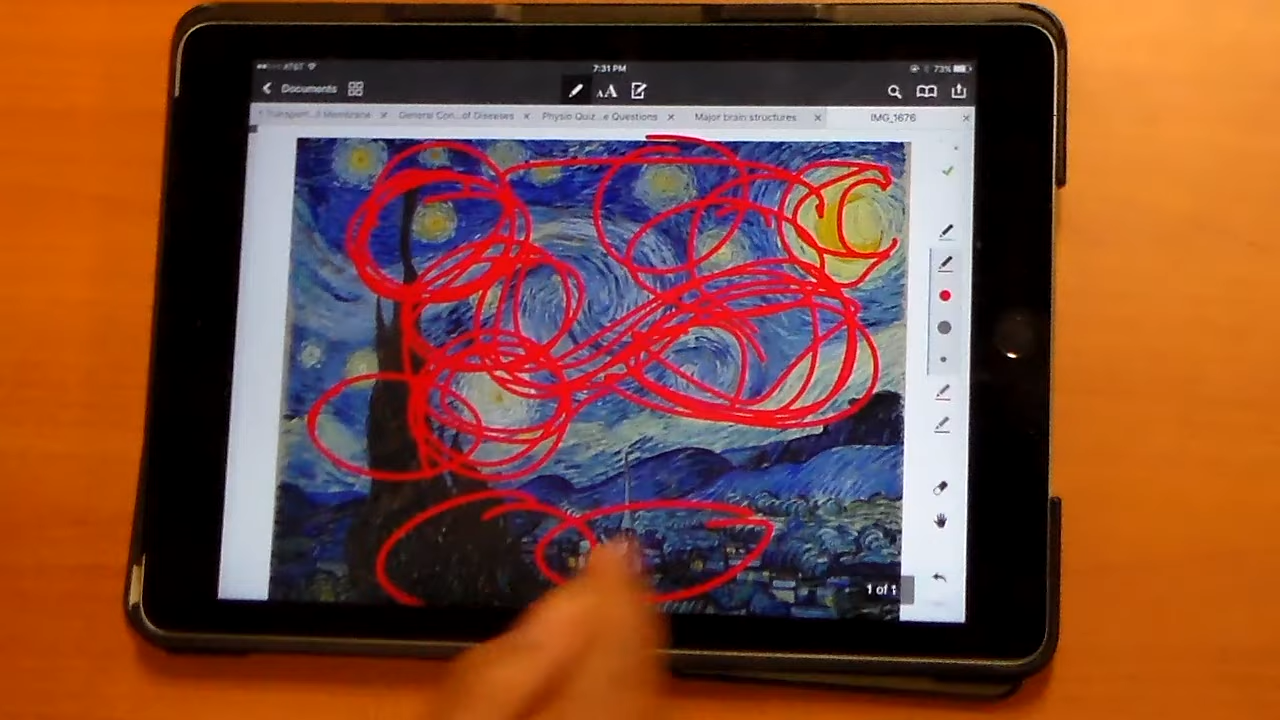 AT&T 7:31 PM 73%
Documents AA
Membrane General Con...of Diseases Physio Quiz...e Questions Major brain structures IMG_1676
1 of 1